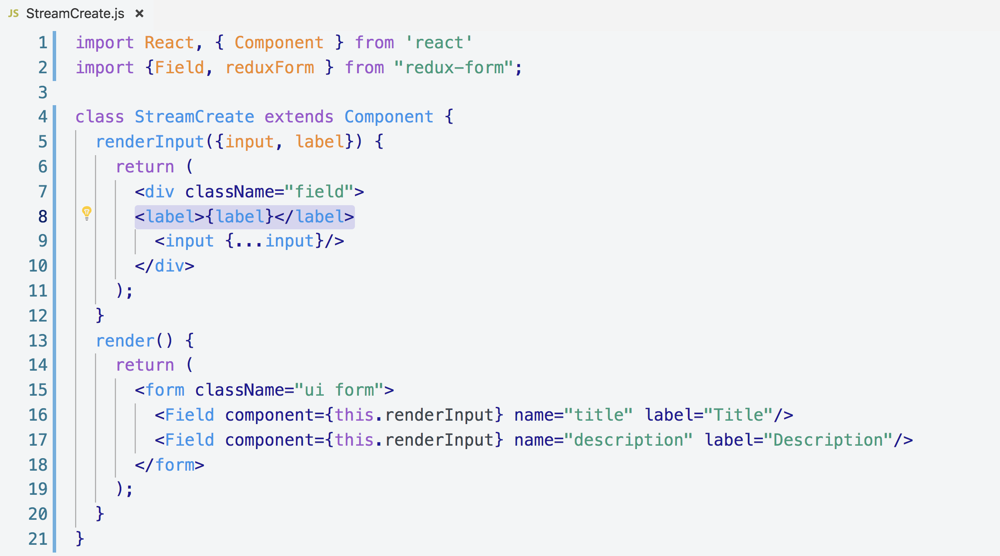 JS StreamCreate.js ×
1 import React, { Component } from 'react'
2 import {Field, reduxForm } from "redux-form";
3
4 class StreamCreate extends Component {
5   renderInput({input, label}) {
6     return (
7       <div className="field">
8       <label>{label}</label>
9         <input {...input}/>
10       </div>
11     );
12   }
13   render() {
14     return (
15       <form className="ui form">
16         <Field component={this.renderInput} name="title" label="Title"/>
17         <Field component={this.renderInput} name="description" label="Description"/>
18       </form>
19     );
20   }
21 }